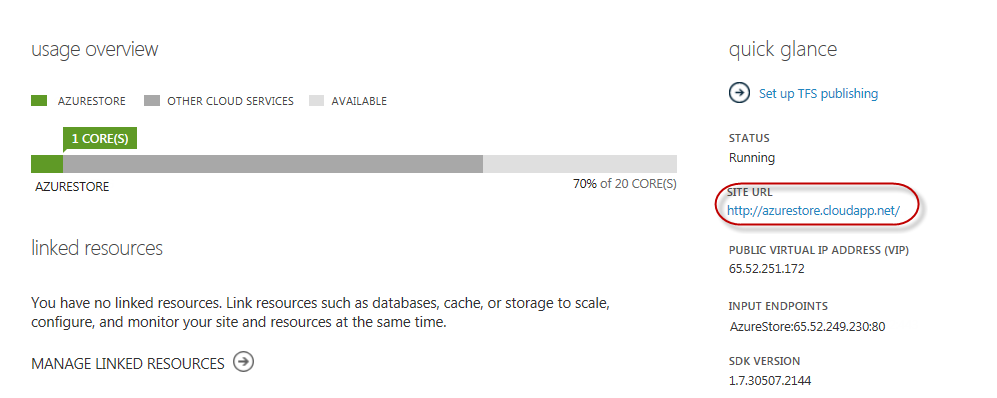 usage overview
AZURESTORE OTHER CLOUD SERVICES AVAILABLE
1 CORE(S)
AZURESTORE
70% of 20 CORE(S)
linked resources
You have no linked resources. Link resources such as databases, cache, or storage to scale,
configure, and monitor your site and resources at the same time.
MANAGE LINKED RESOURCES
quick glance
Set up TFS publishing
STATUS
Running
SITE URL
http://azurestore.cloudapp.net/
PUBLIC VIRTUAL IP ADDRESS (VIP)
65.52.251.172
INPUT ENDPOINTS
AzureStore:65.52.249.230:80
SDK VERSION
1.7.30507.2144